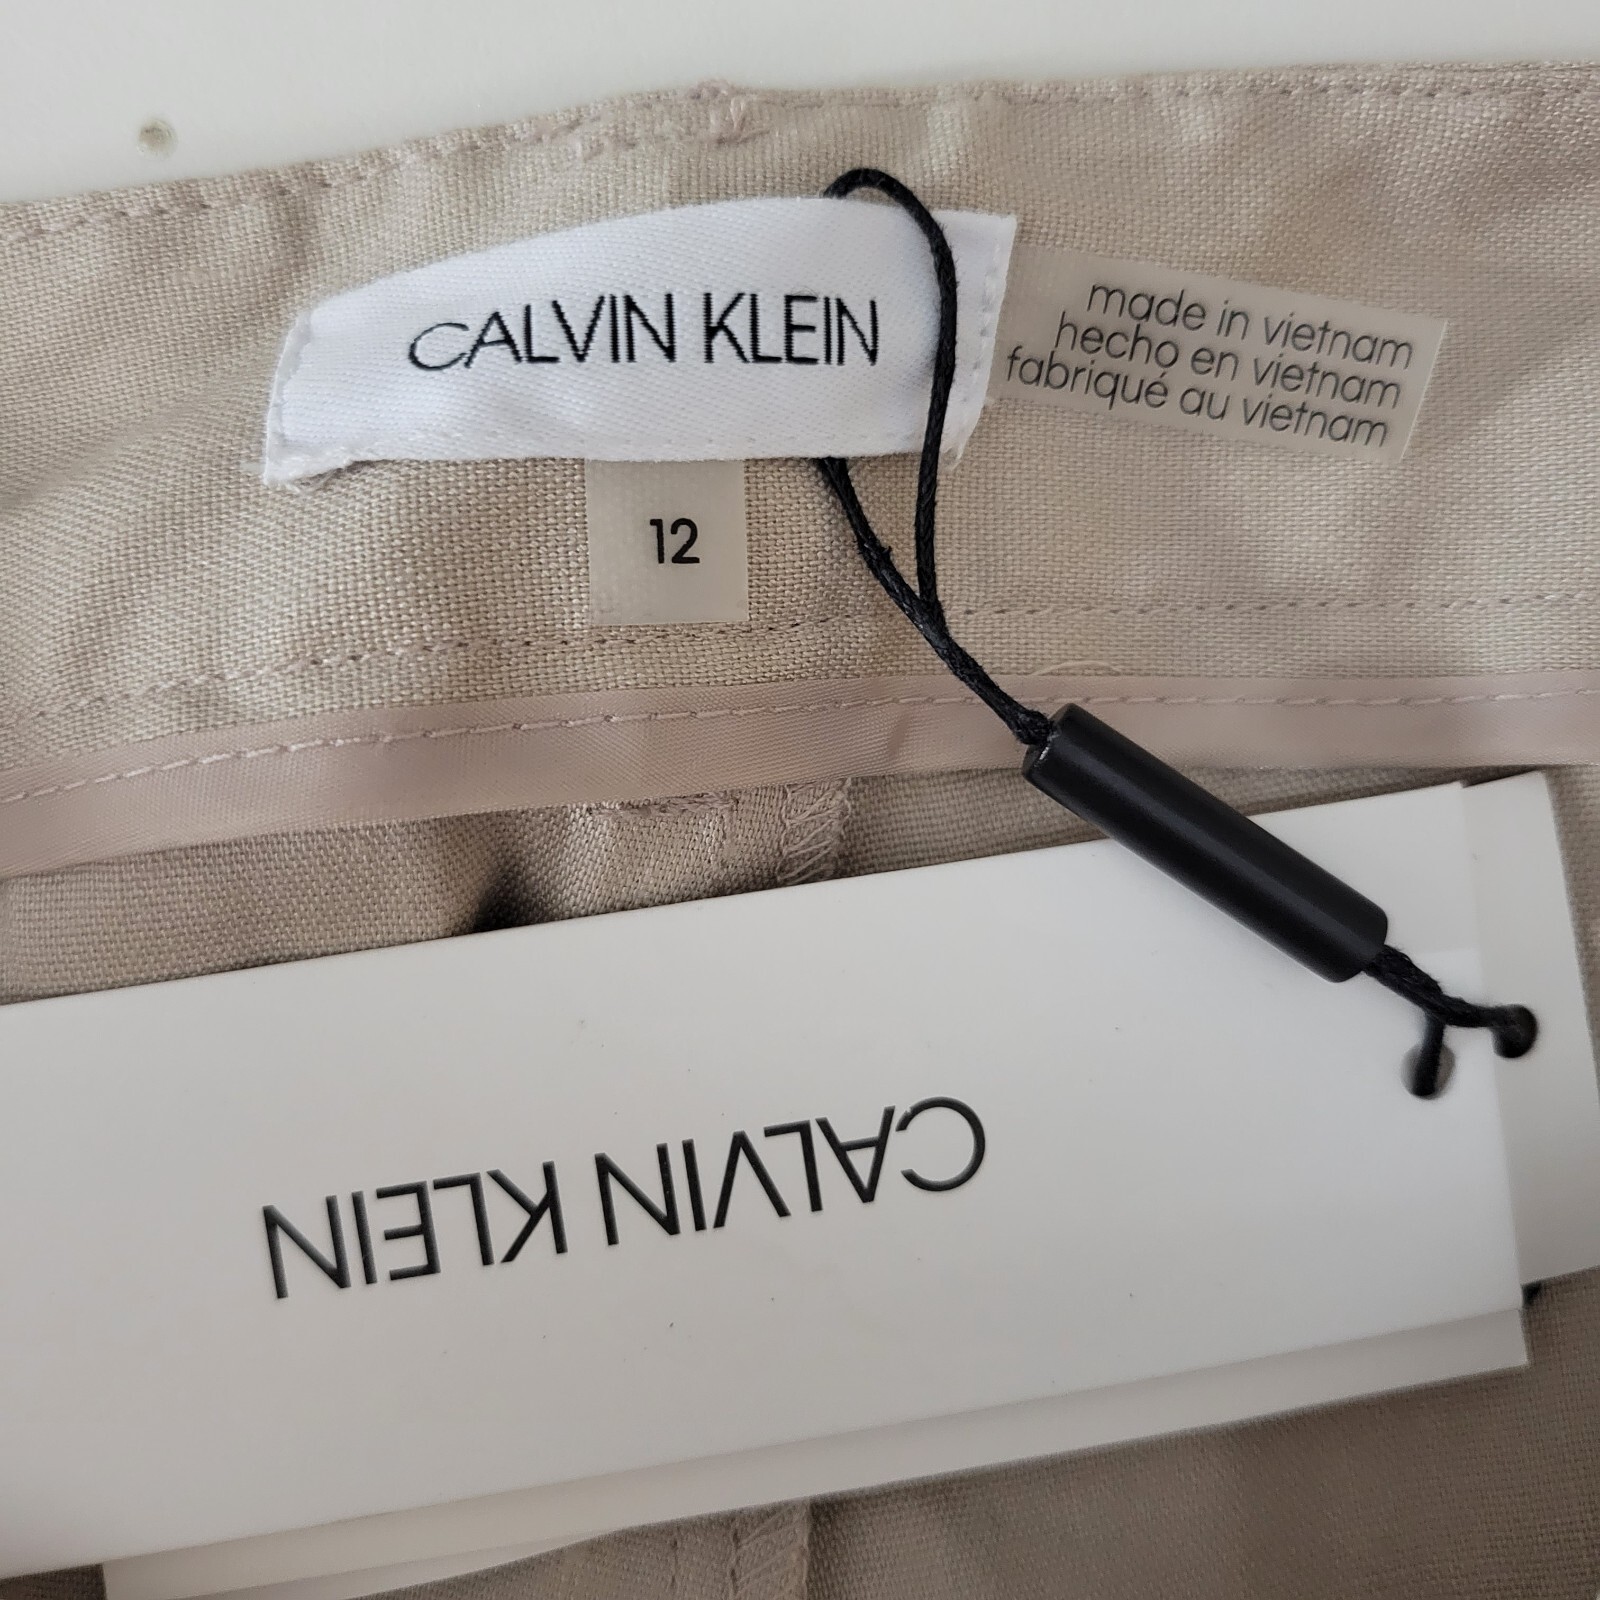 CALVIN KLEIN
made in vietnam
hecho en vietnam
fabriqué au vietnam
12
CALVIN KLEIN